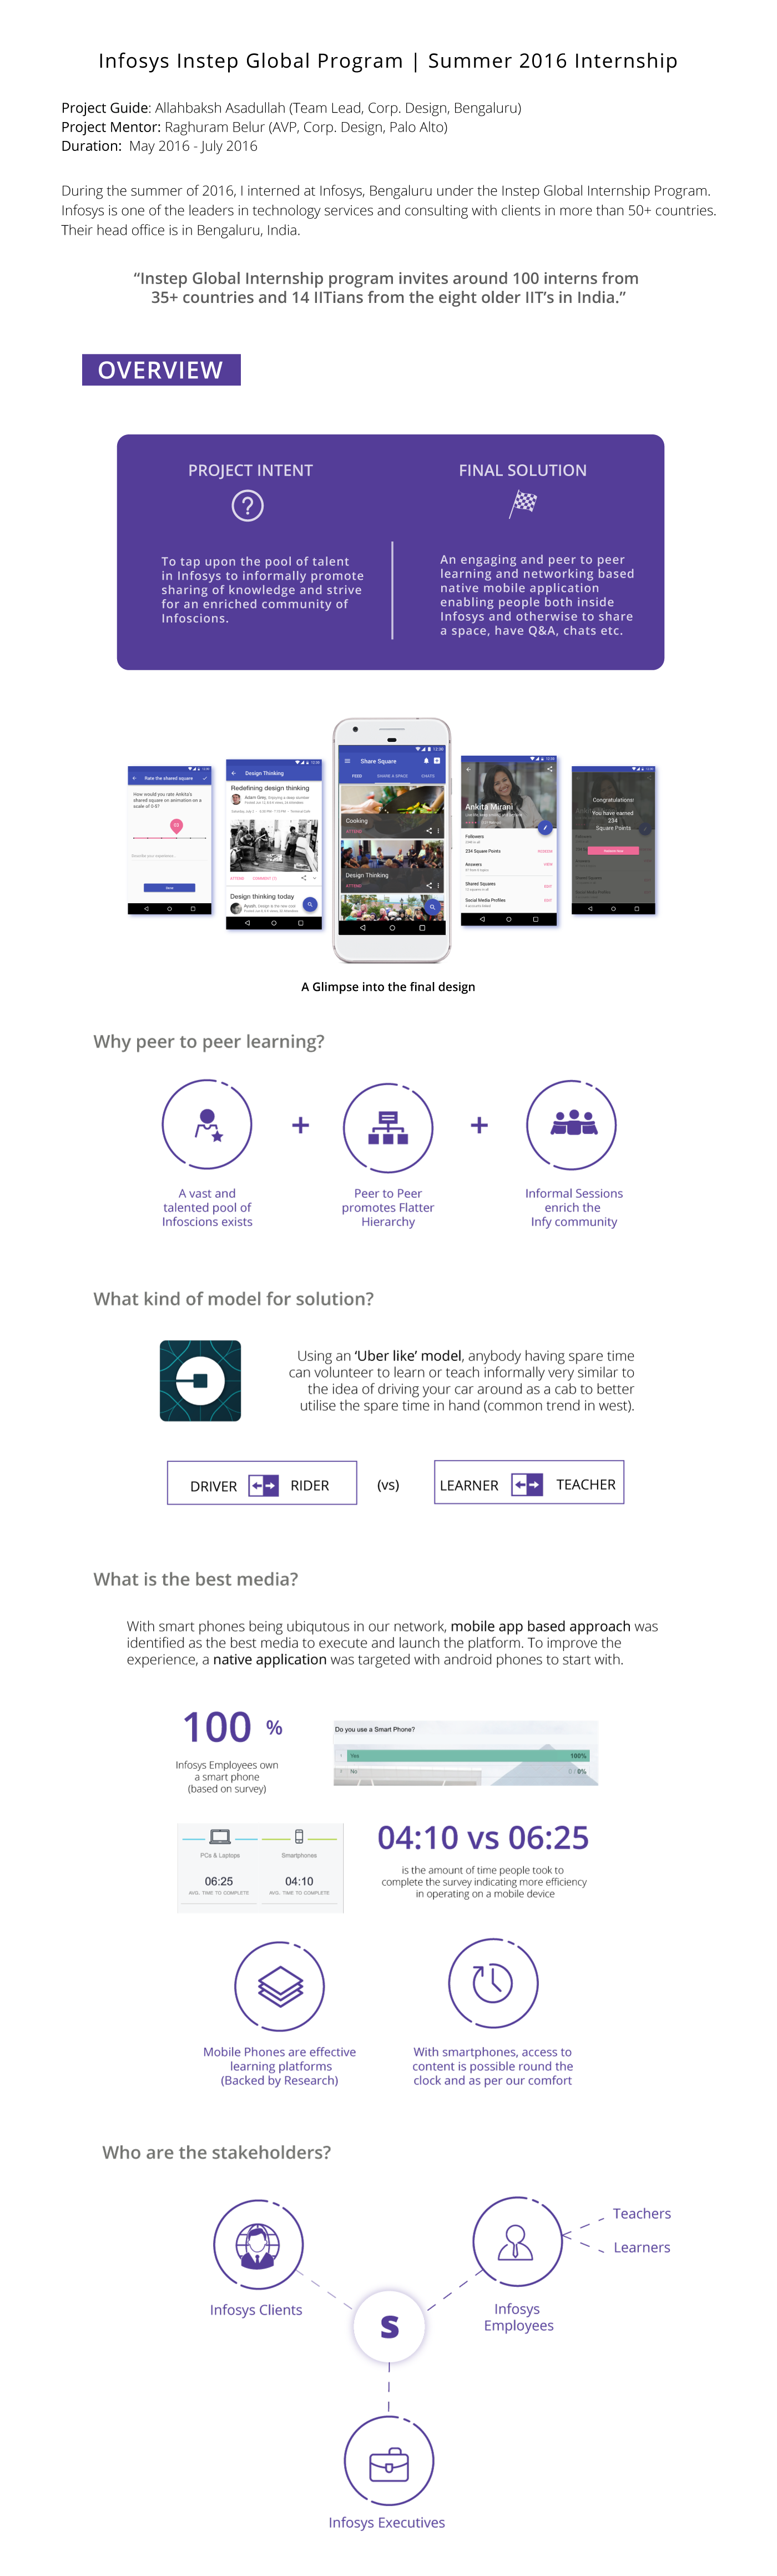 Infosys Instep Global Program | Summer 2016 Internship
Project Guide: Allahbaksh Asadullah (Team Lead, Corp. Design, Bengaluru)
Project Mentor: Raghuram Belur (AVP, Corp. Design, Palo Alto)
Duration: May 2016 - July 2016
During the summer of 2016, I interned at Infosys, Bengaluru under the Instep Global Internship Program.
Infosys is one of the leaders in technology services and consulting with clients in more than 50+ countries.
Their head office is in Bengaluru, India.
“Instep Global Internship program invites around 100 interns from
35+ countries and 14 IITians from the eight older IIT’s in India.”
OVERVIEW
PROJECT INTENT
To tap upon the pool of talent
in Infosys to informally promote
sharing of knowledge and strive
for an enriched community of
Infoscions.
FINAL SOLUTION
An engaging and peer to peer
learning and networking based
native mobile application
enabling people both inside
Infosys and otherwise to share
a space, have Q&A, chats etc.
Rate the shared square
How would you rate Ankita's
shared square on animation on a
scale of 0-5?
Design Thinking
Redefining design thinking
ATTEND
Design thinking today
Share Square
FEED
SHARE A SPACE
CHATS
Cooking
ATTEND
Design Thinking
ATTEND
Ankita Mirani
Followers
234 Square Points
Answers
Shared Squares
Social Media Profiles
Congratulations!
You have earned
234
Square Points
A Glimpse into the final design
Why peer to peer learning?
A vast and
talented pool of
Infoscions exists
+
Peer to Peer
promotes Flatter
Hierarchy
+
Informal Sessions
enrich the
Infy community
What kind of model for solution?
Using an ‘Uber like’ model, anybody having spare time
can volunteer to learn or teach informally very similar to
the idea of driving your car around as a cab to better
utilise the spare time in hand (common trend in west).
DRIVER RIDER (vs) LEARNER TEACHER
What is the best media?
With smart phones being ubiqutous in our network, mobile app based approach was
identified as the best media to execute and launch the platform. To improve the
experience, a native application was targeted with android phones to start with.
100 %
Infosys Employees own
a smart phone
(based on survey)
Do you use a Smart Phone?
Yes 100%
No 0 / 0%
PCs & Laptops
06:25
AVG. TIME TO COMPLETE
Smartphones
04:10
AVG. TIME TO COMPLETE
04:10 vs 06:25
is the amount of time people took to
complete the survey indicating more efficiency
in operating on a mobile device
Mobile Phones are effective
learning platforms
(Backed by Research)
With smartphones, access to
content is possible round the
clock and as per our comfort
Who are the stakeholders?
Infosys Clients
S
Infosys
Employees
Teachers
Learners
Infosys Executives